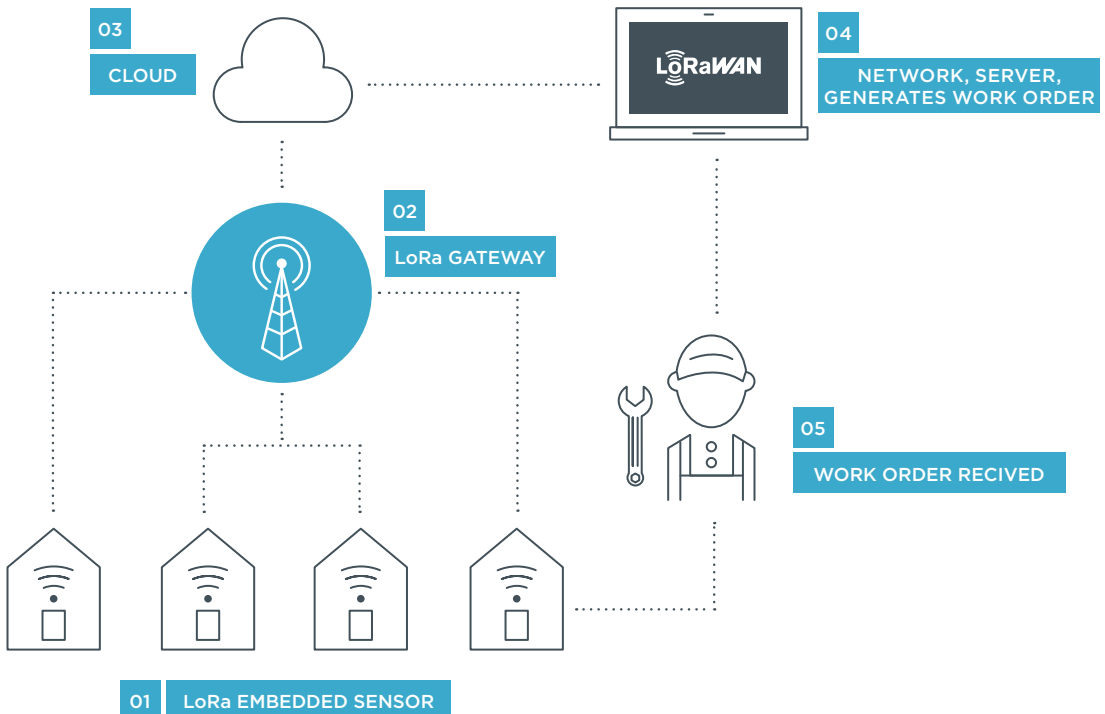 03
CLOUD
LoRaWAN
04
NETWORK, SERVER,
GENERATES WORK ORDER
02
LoRa GATEWAY
05
WORK ORDER RECIVED
01
LoRa EMBEDDED SENSOR